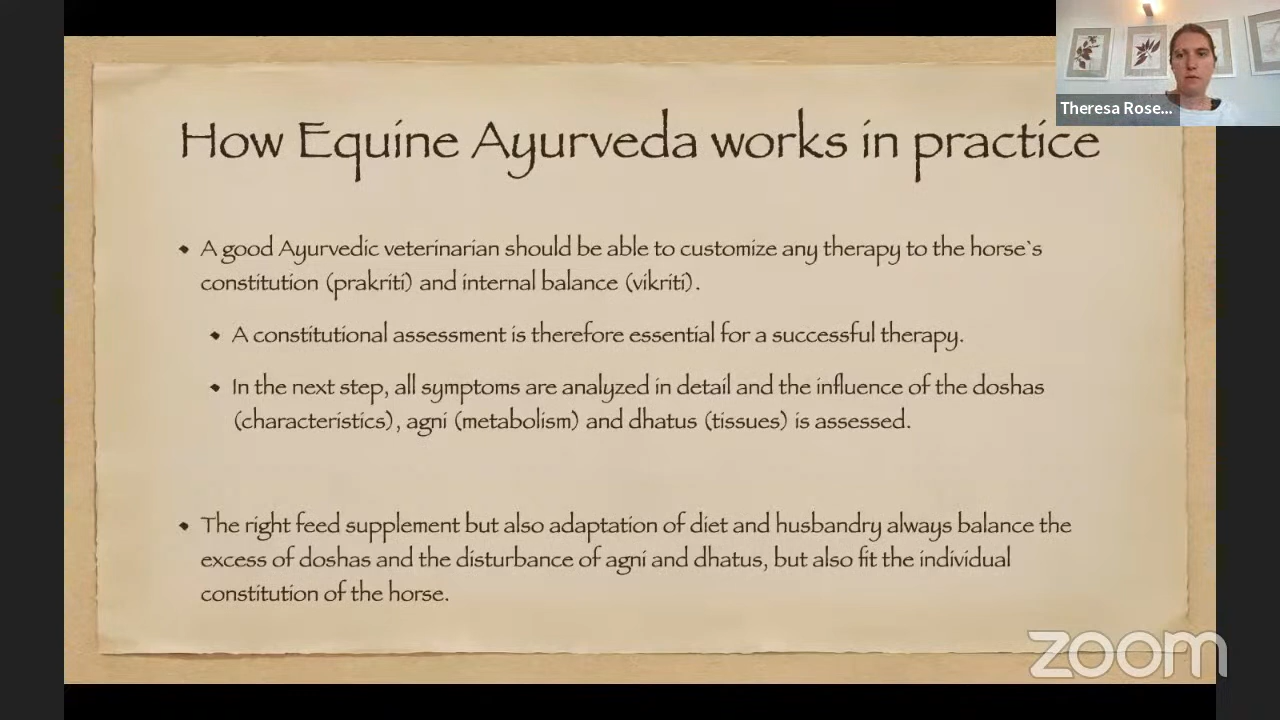 Theresa Rose...
How Equine Ayurveda works in practice
• A good Ayurvedic veterinarian should be able to customize any therapy to the horse`s
constitution (prakriti) and internal balance (vikriti).
• A constitutional assessment is therefore essential for a successful therapy.
• In the next step, all symptoms are analyzed in detail and the influence of the doshas
(characteristics), agni (metabolism) and dhatus (tissues) is assessed.
• The right feed supplement but also adaptation of diet and husbandry always balance the
excess of doshas and the disturbance of agni and dhatus, but also fit the individual
constitution of the horse.
zoom